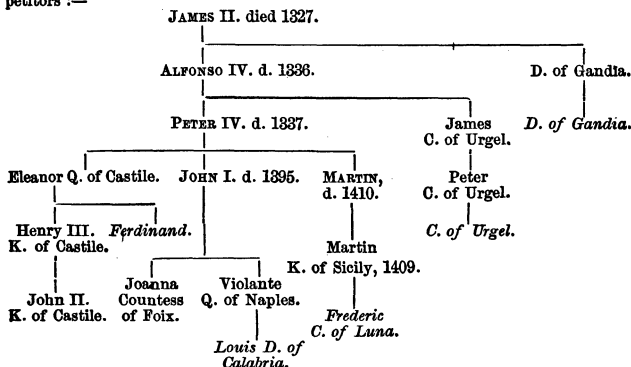 petitors :—
JAMES II. died 1327.
ALFONSO IV. d. 1336. D. of Gandia.
PETER IV. d. 1337. James D. of Gandia.
C. of Urgel.
Eleanor Q. of Castile. JOHN I. d. 1395. MARTIN, Peter
d. 1410. C. of Urgel.
Henry III. Ferdinand. C. of Urgel.
K. of Castile. Martin
K. of Sicily, 1409.
Joanna Violante
John II. Countess Q. of Naples. Frederic
K. of Castile. of Foix. C. of Luna.
Louis D. of
Calabria.